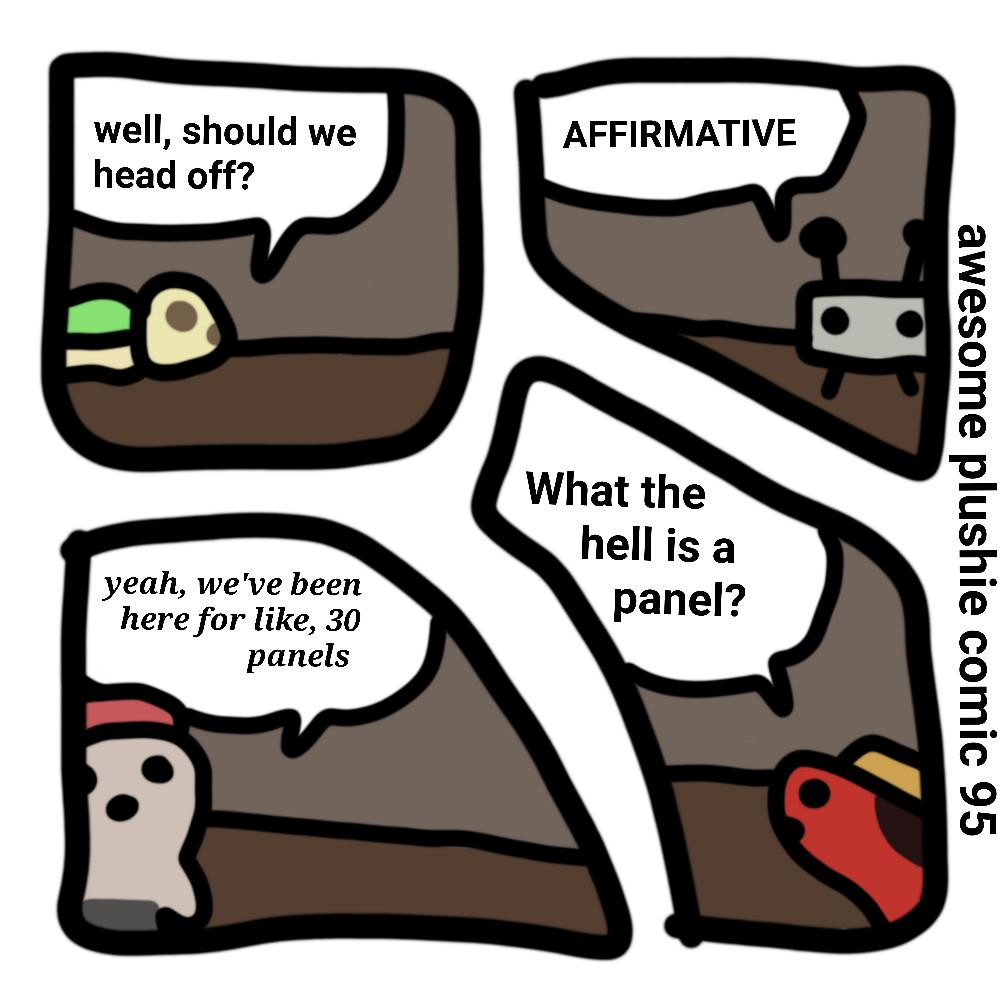 well, should we
head off?
AFFIRMATIVE
yeah, we've been
here for like, 30
panels
What the
hell is a
panel?
awesome plushie comic 95